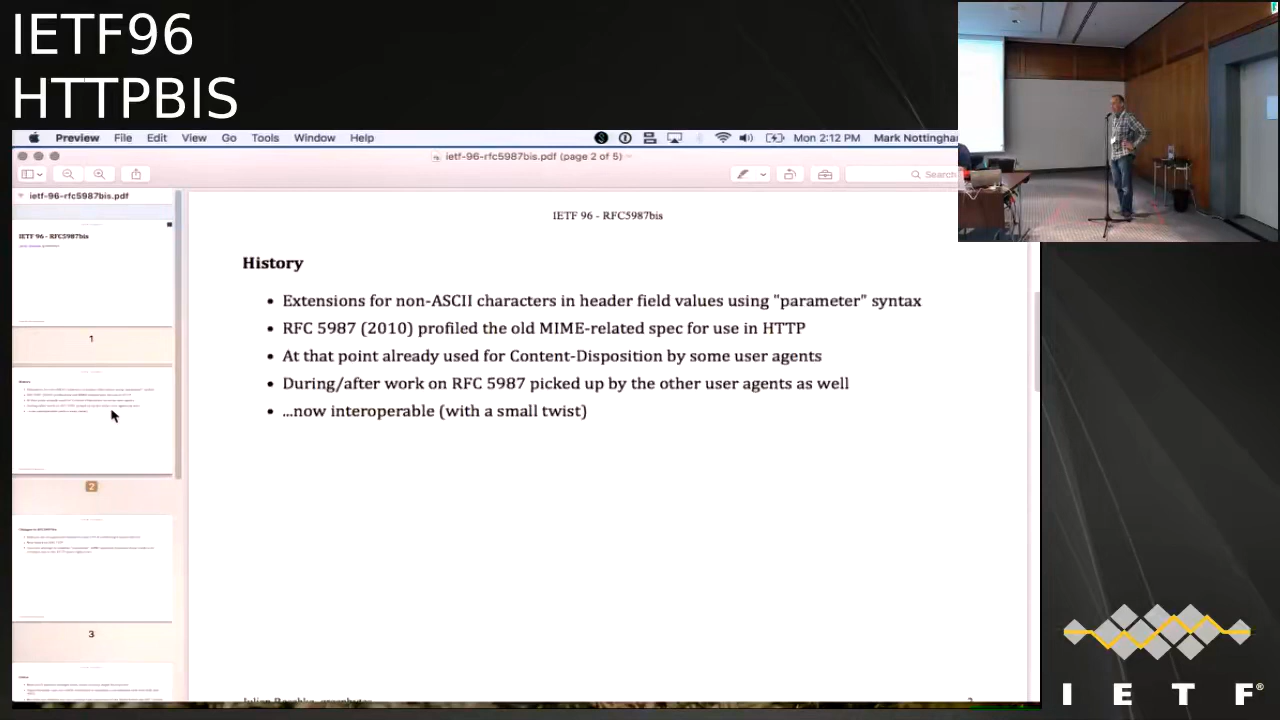 IETF96
HTTPBIS
Preview File Edit View Go Tools Window Help
Mon 2:12 PM Mark Nottingha
ietf-96-rfc5987bis.pdf (page 2 of 5)
Search
ietf-96-rfc5987bis.pdf
IETF 96 - RFC5987bis
1
2
3
IETF 96 - RFC5987bis
History
• Extensions for non-ASCII characters in header field values using "parameter" syntax
• RFC 5987 (2010) profiled the old MIME-related spec for use in HTTP
• At that point already used for Content-Disposition by some user agents
• During/after work on RFC 5987 picked up by the other user agents as well
• ...now interoperable (with a small twist)
I E T F®